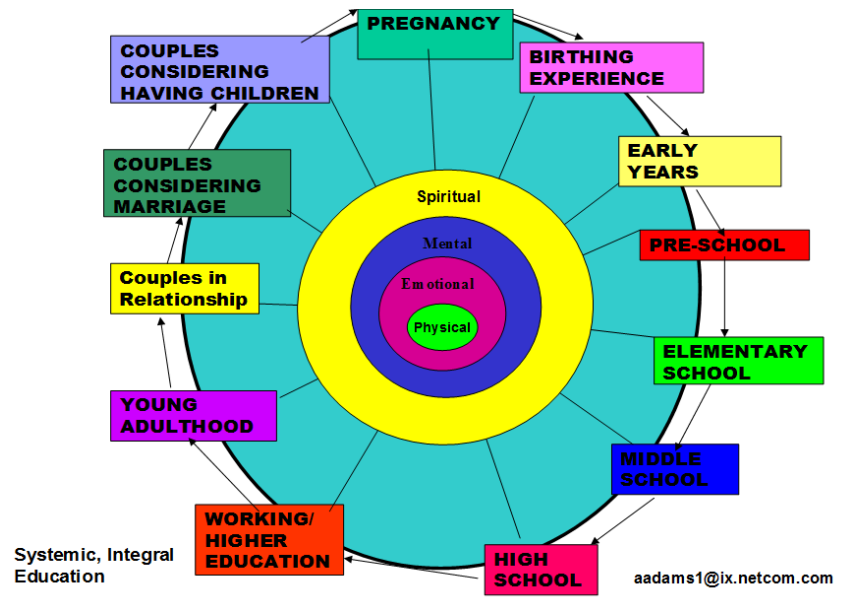 PREGNANCY
BIRTHING
EXPERIENCE
EARLY
YEARS
PRE-SCHOOL
ELEMENTARY
SCHOOL
MIDDLE
SCHOOL
HIGH
SCHOOL
WORKING/
HIGHER
EDUCATION
YOUNG
ADULTHOOD
Couples in
Relationship
COUPLES
CONSIDERING
MARRIAGE
COUPLES
CONSIDERING
HAVING CHILDREN
Spiritual
Mental
Emotional
Physical
Systemic, Integral
Education
aadams1@ix.netcom.com